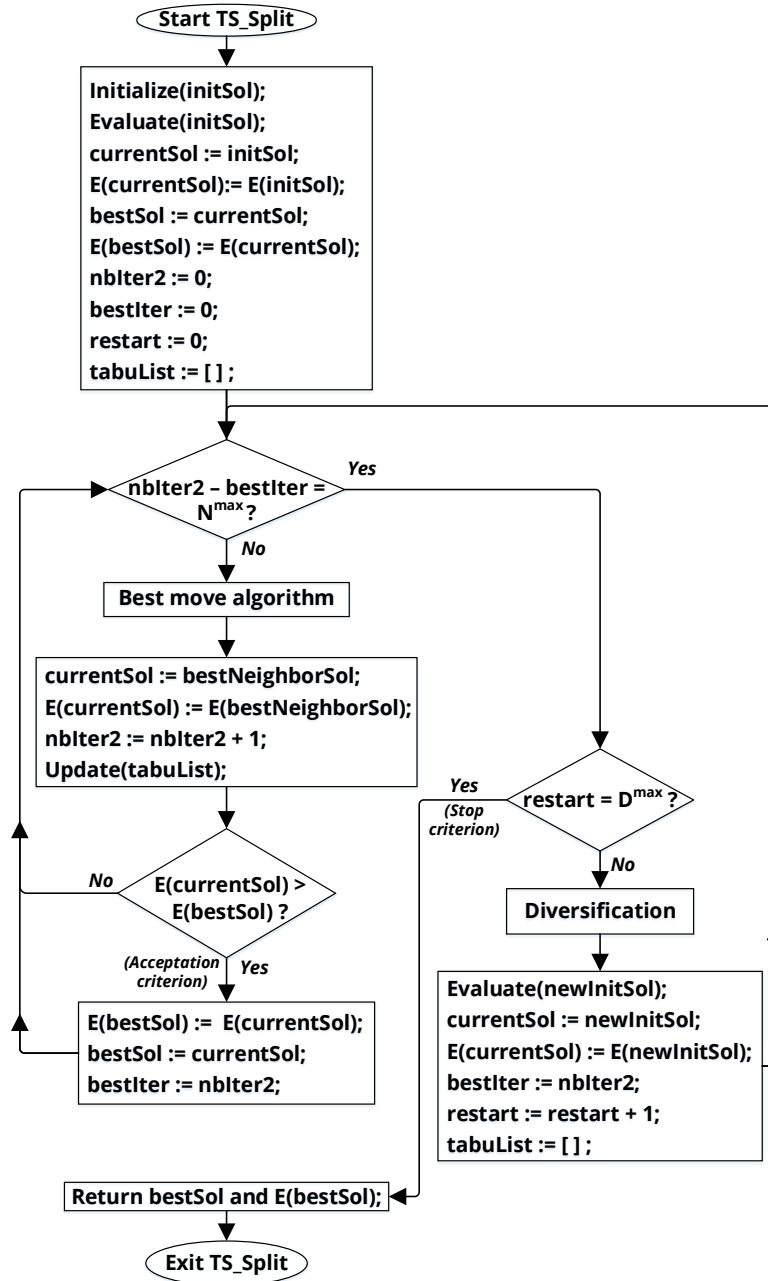 Start TS_Split
Initialize(initSol);
Evaluate(initSol);
currentSol := initSol;
E(currentSol):= E(initSol);
bestSol := currentSol;
E(bestSol) := E(currentSol);
nbIter2 := 0;
bestIter := 0;
restart := 0;
tabuList := [ ] ;
nbIter2 – bestIter =
N^max ?
Yes
No
Best move algorithm
currentSol := bestNeighborSol;
E(currentSol) := E(bestNeighborSol);
nbIter2 := nbIter2 + 1;
Update(tabuList);
E(currentSol) >
E(bestSol) ?
No
(Acceptation
criterion)
Yes
E(bestSol) := E(currentSol);
bestSol := currentSol;
bestIter := nbIter2;
restart = D^max ?
Yes
(Stop
criterion)
No
Diversification
Evaluate(newInitSol);
currentSol := newInitSol;
E(currentSol) := E(newInitSol);
bestIter := nbIter2;
restart := restart + 1;
tabuList := [ ] ;
Return bestSol and E(bestSol);
Exit TS_Split